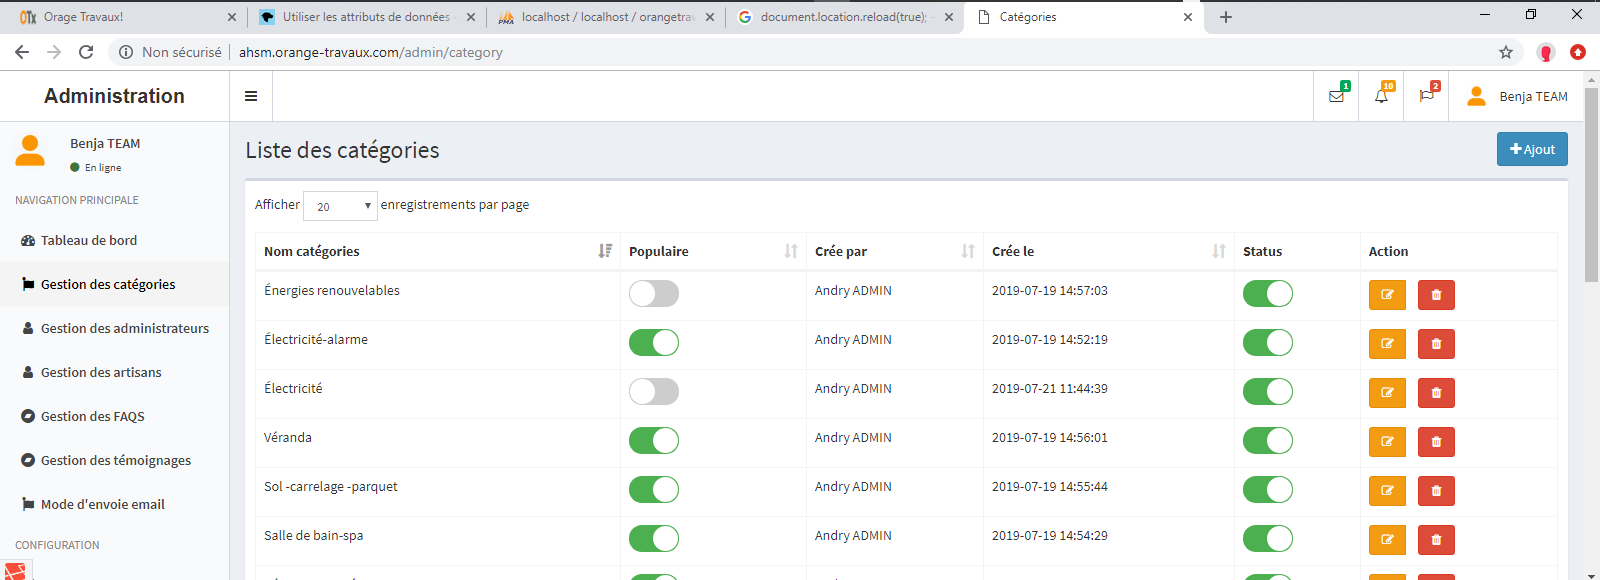 Orage Travaux!
Utiliser les attributs de données -
localhost / localhost / orangetrav
document.location.reload(true); -
Catégories
Non sécurisé
ahsm.orange-travaux.com/admin/category
Administration
1
10
2
Benja TEAM
Benja TEAM
En ligne
Liste des catégories
Ajout
NAVIGATION PRINCIPALE
Tableau de bord
Gestion des catégories
Gestion des administrateurs
Gestion des artisans
Gestion des FAQS
Gestion des témoignages
Mode d'envoie email
CONFIGURATION
Afficher 20 enregistrements par page
Nom catégories Populaire Crée par Crée le Status Action
Énergies renouvelables Andry ADMIN 2019-07-19 14:57:03
Électricité-alarme Andry ADMIN 2019-07-19 14:52:19
Électricité Andry ADMIN 2019-07-21 11:44:39
Véranda Andry ADMIN 2019-07-19 14:56:01
Sol -carrelage -parquet Andry ADMIN 2019-07-19 14:55:44
Salle de bain-spa Andry ADMIN 2019-07-19 14:54:29